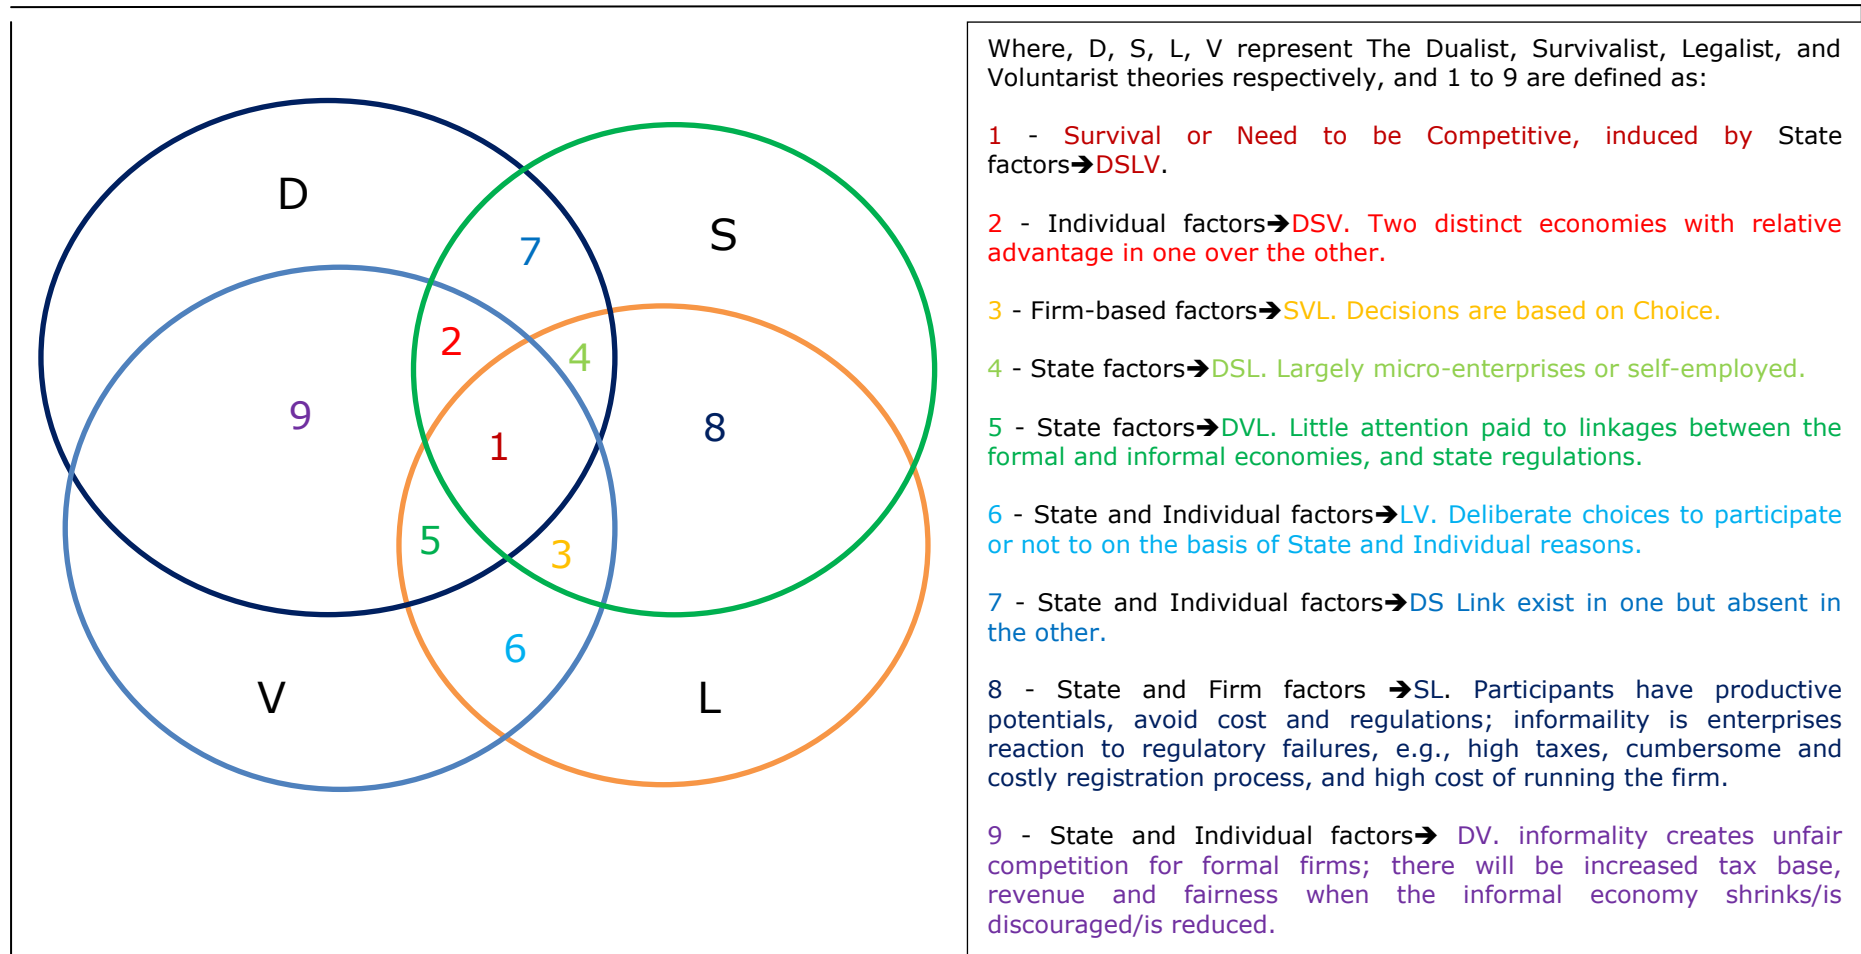 D
S
7
2
4
9
1
8
5
3
6
V
L
Where, D, S, L, V represent The Dualist, Survivalist, Legalist, and
Voluntarist theories respectively, and 1 to 9 are defined as:
1 - Survival or Need to be Competitive, induced by State
factors➔DSLV.
2 - Individual factors➔DSV. Two distinct economies with relative
advantage in one over the other.
3 - Firm-based factors➔SVL. Decisions are based on Choice.
4 - State factors➔DSL. Largely micro-enterprises or self-employed.
5 - State factors➔DVL. Little attention paid to linkages between the
formal and informal economies, and state regulations.
6 - State and Individual factors➔LV. Deliberate choices to participate
or not to on the basis of State and Individual reasons.
7 - State and Individual factors➔DS Link exist in one but absent in
the other.
8 - State and Firm factors ➔SL. Participants have productive
potentials, avoid cost and regulations; informaility is enterprises
reaction to regulatory failures, e.g., high taxes, cumbersome and
costly registration process, and high cost of running the firm.
9 - State and Individual factors➔ DV. informality creates unfair
competition for formal firms; there will be increased tax base,
revenue and fairness when the informal economy shrinks/is
discouraged/is reduced.